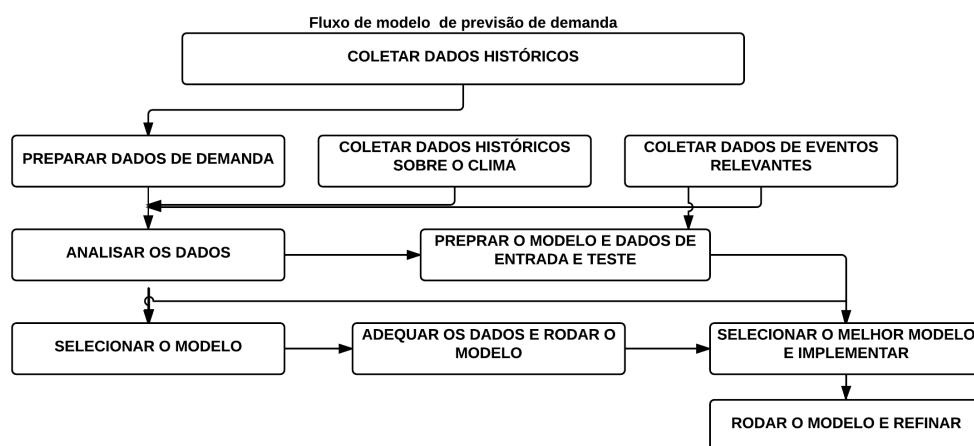 Fluxo de modelo de previsão de demanda
COLETAR DADOS HISTÓRICOS
PREPARAR DADOS DE DEMANDA
COLETAR DADOS HISTÓRICOS
SOBRE O CLIMA
COLETAR DADOS DE EVENTOS
RELEVANTES
ANALISAR OS DADOS
PREPRAR O MODELO E DADOS DE
ENTRADA E TESTE
SELECIONAR O MODELO
ADEQUAR OS DADOS E RODAR O
MODELO
SELECIONAR O MELHOR MODELO
E IMPLEMENTAR
RODAR O MODELO E REFINAR